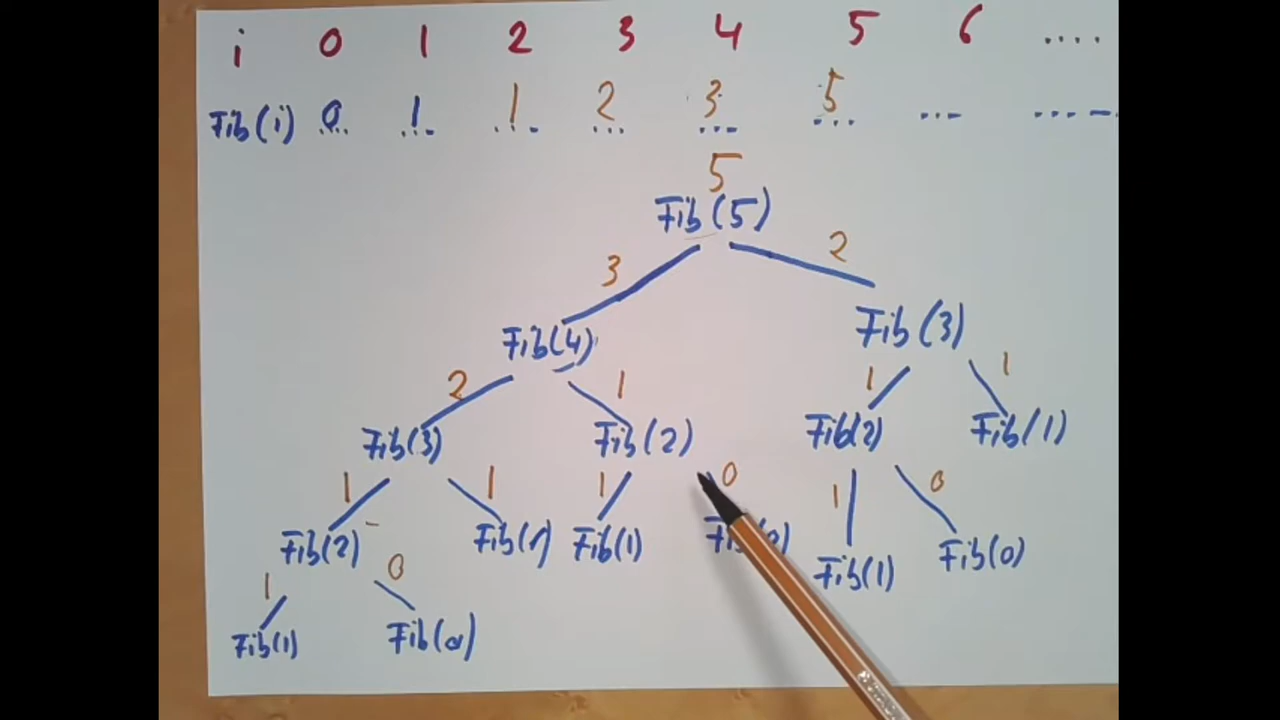 i 0 1 2 3 4 5 6 ....
Fib(i) 0 1 1 2 3 5 ... .....
5
Fib(5)
3 2
Fib(4) Fib(3)
2 1 1 1
Fib(3) Fib(2) Fib(2) Fib(1)
1 1 1 0 1 0
Fib(2) Fib(1) Fib(1) Fib(0) Fib(1) Fib(0)
1 0
Fib(1) Fib(0)